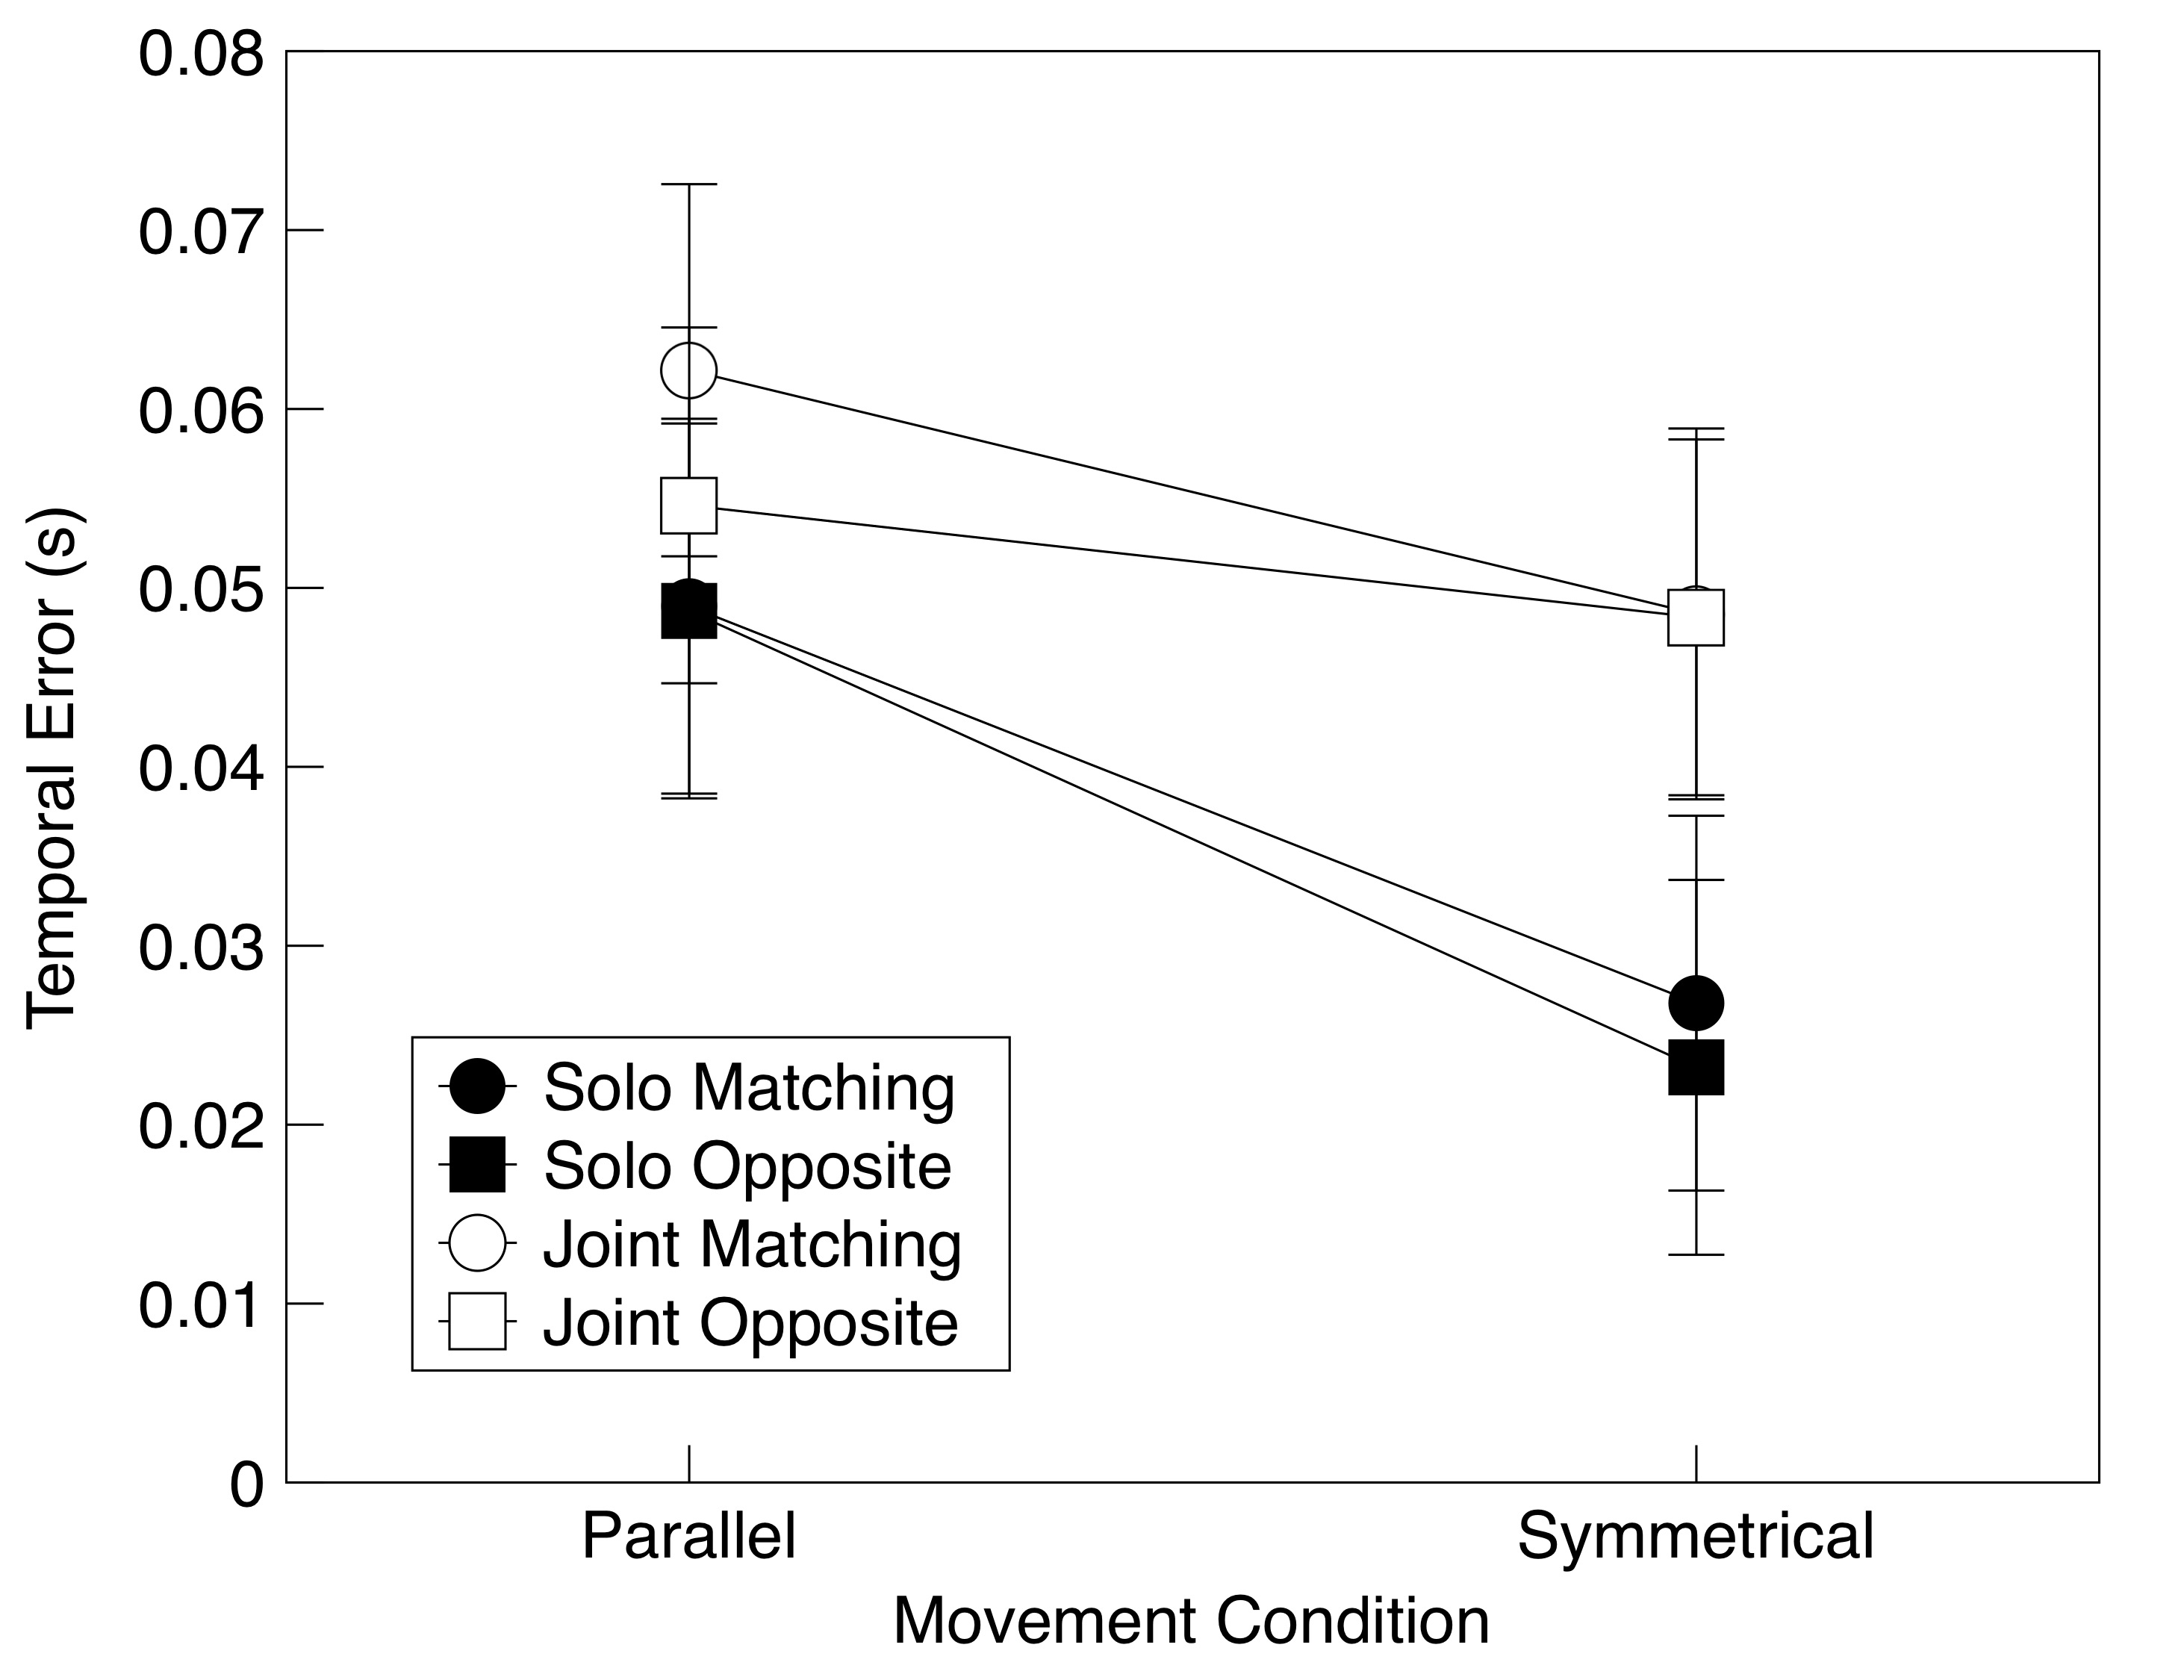 0.08
0.07
0.06
0.05
0.04
0.03
0.02
0.01
0
Temporal Error (s)
Solo Matching
Solo Opposite
Joint Matching
Joint Opposite
Parallel
Symmetrical
Movement Condition